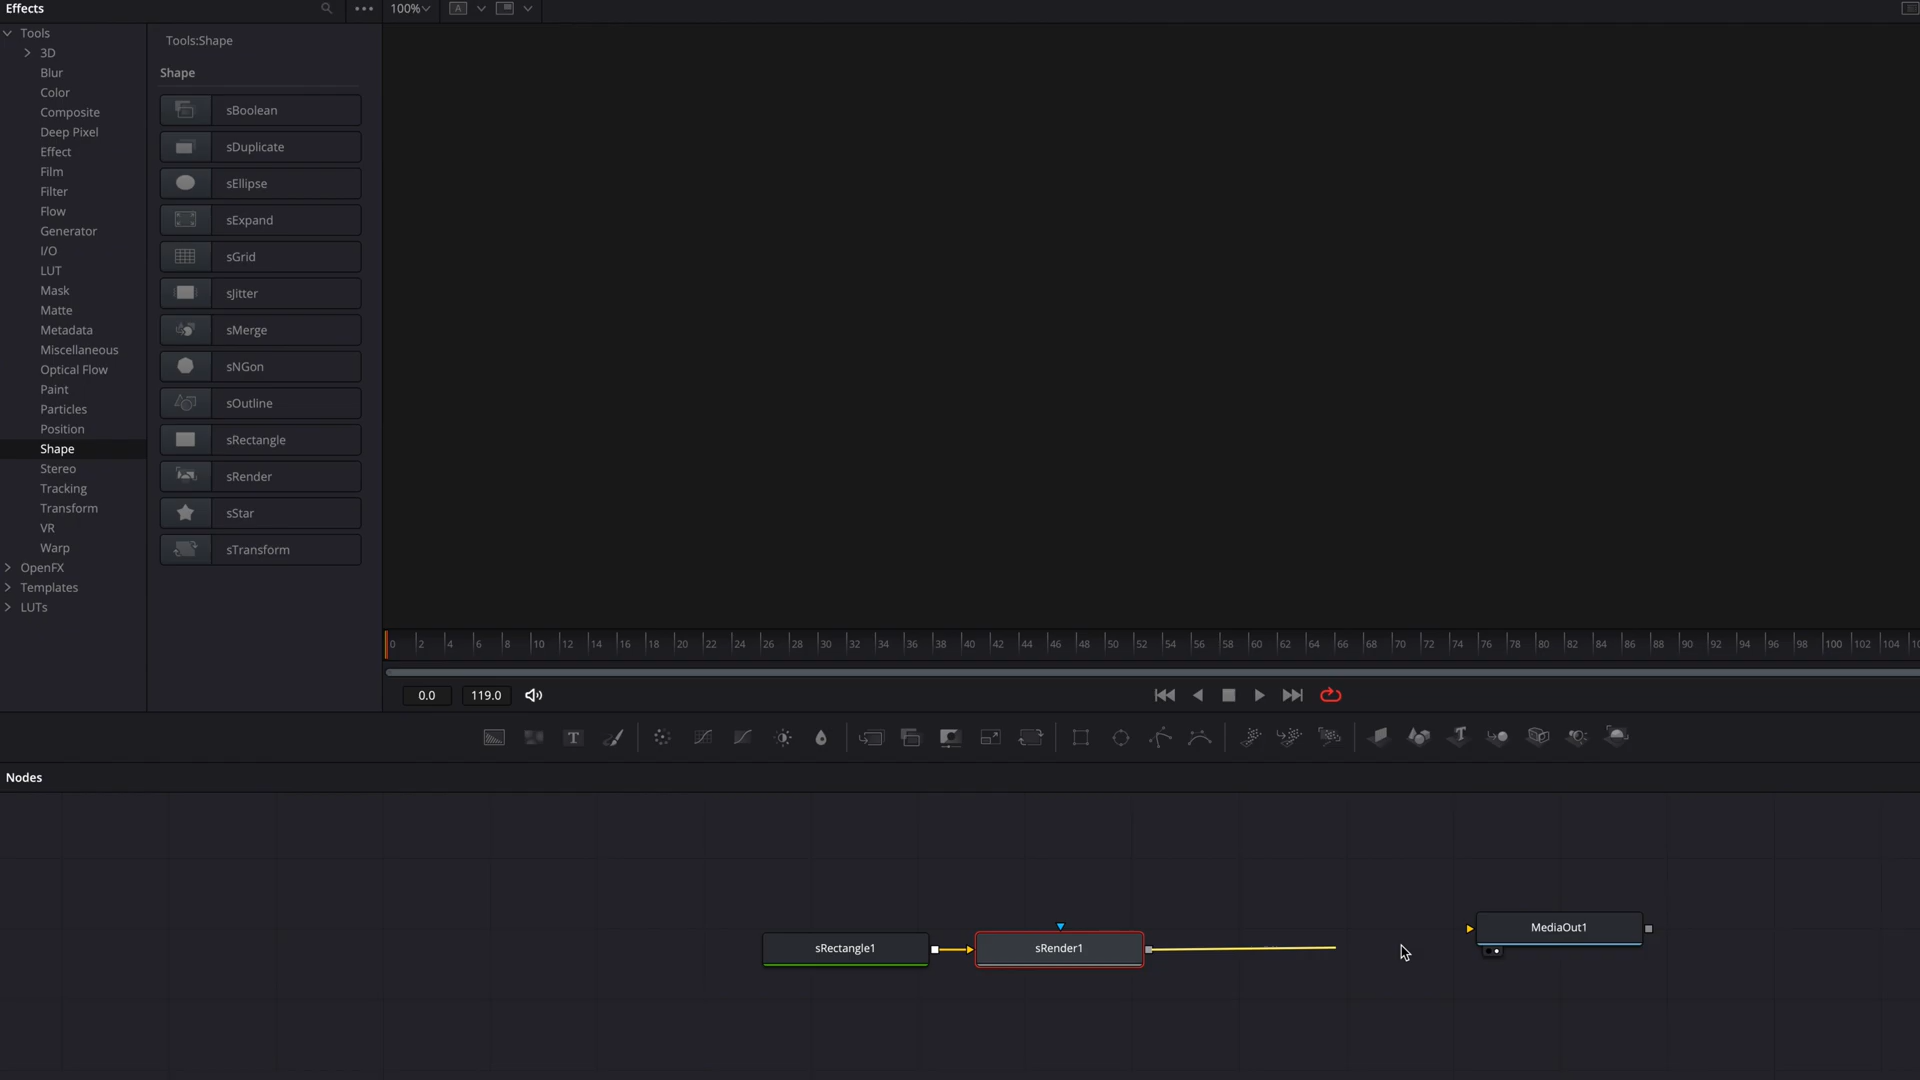 Effects
100%
A
Tools
3D
Blur
Color
Composite
Deep Pixel
Effect
Film
Filter
Flow
Generator
I/O
LUT
Mask
Matte
Metadata
Miscellaneous
Optical Flow
Paint
Particles
Position
Shape
Stereo
Tracking
Transform
VR
Warp
OpenFX
Templates
LUTs
Tools:Shape
Shape
sBoolean
sDuplicate
sEllipse
sExpand
sGrid
sJitter
sMerge
sNGon
sOutline
sRectangle
sRender
sStar
sTransform
0 2 4 6 8 10 12 14 16 18 20 22 24 26 28 30 32 34 36 38 40 42 44 46 48 50 52 54 56 58 60 62 64 66 68 70 72 74 76 78 80 82 84 86 88 90 92 94 96 98 100 102 104
0.0 119.0
T
T
Nodes
sRectangle1
sRender1
MediaOut1